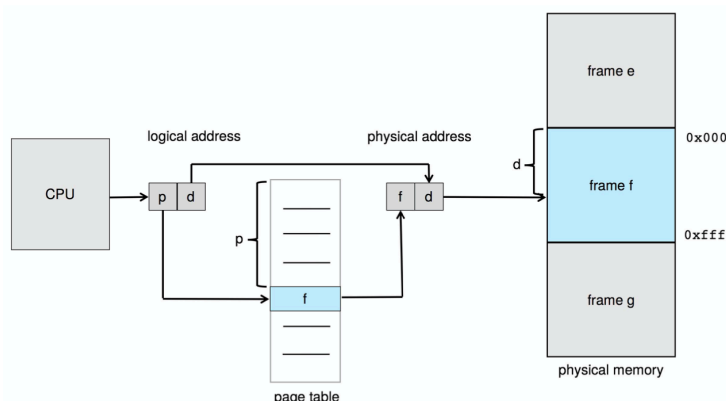 frame e
logical address
physical address
0x000
d
CPU
p d
f d
frame f
p
0xfff
f
frame g
physical memory
page table